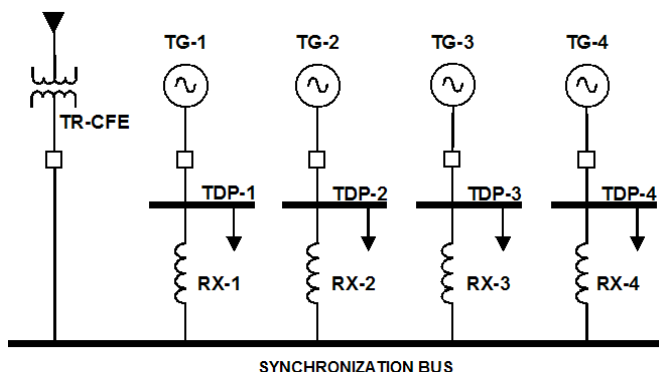 TG-1 TG-2 TG-3 TG-4
TR-CFE
TDP-1 TDP-2 TDP-3 TDP-4
RX-1 RX-2 RX-3 RX-4
SYNCHRONIZATION BUS